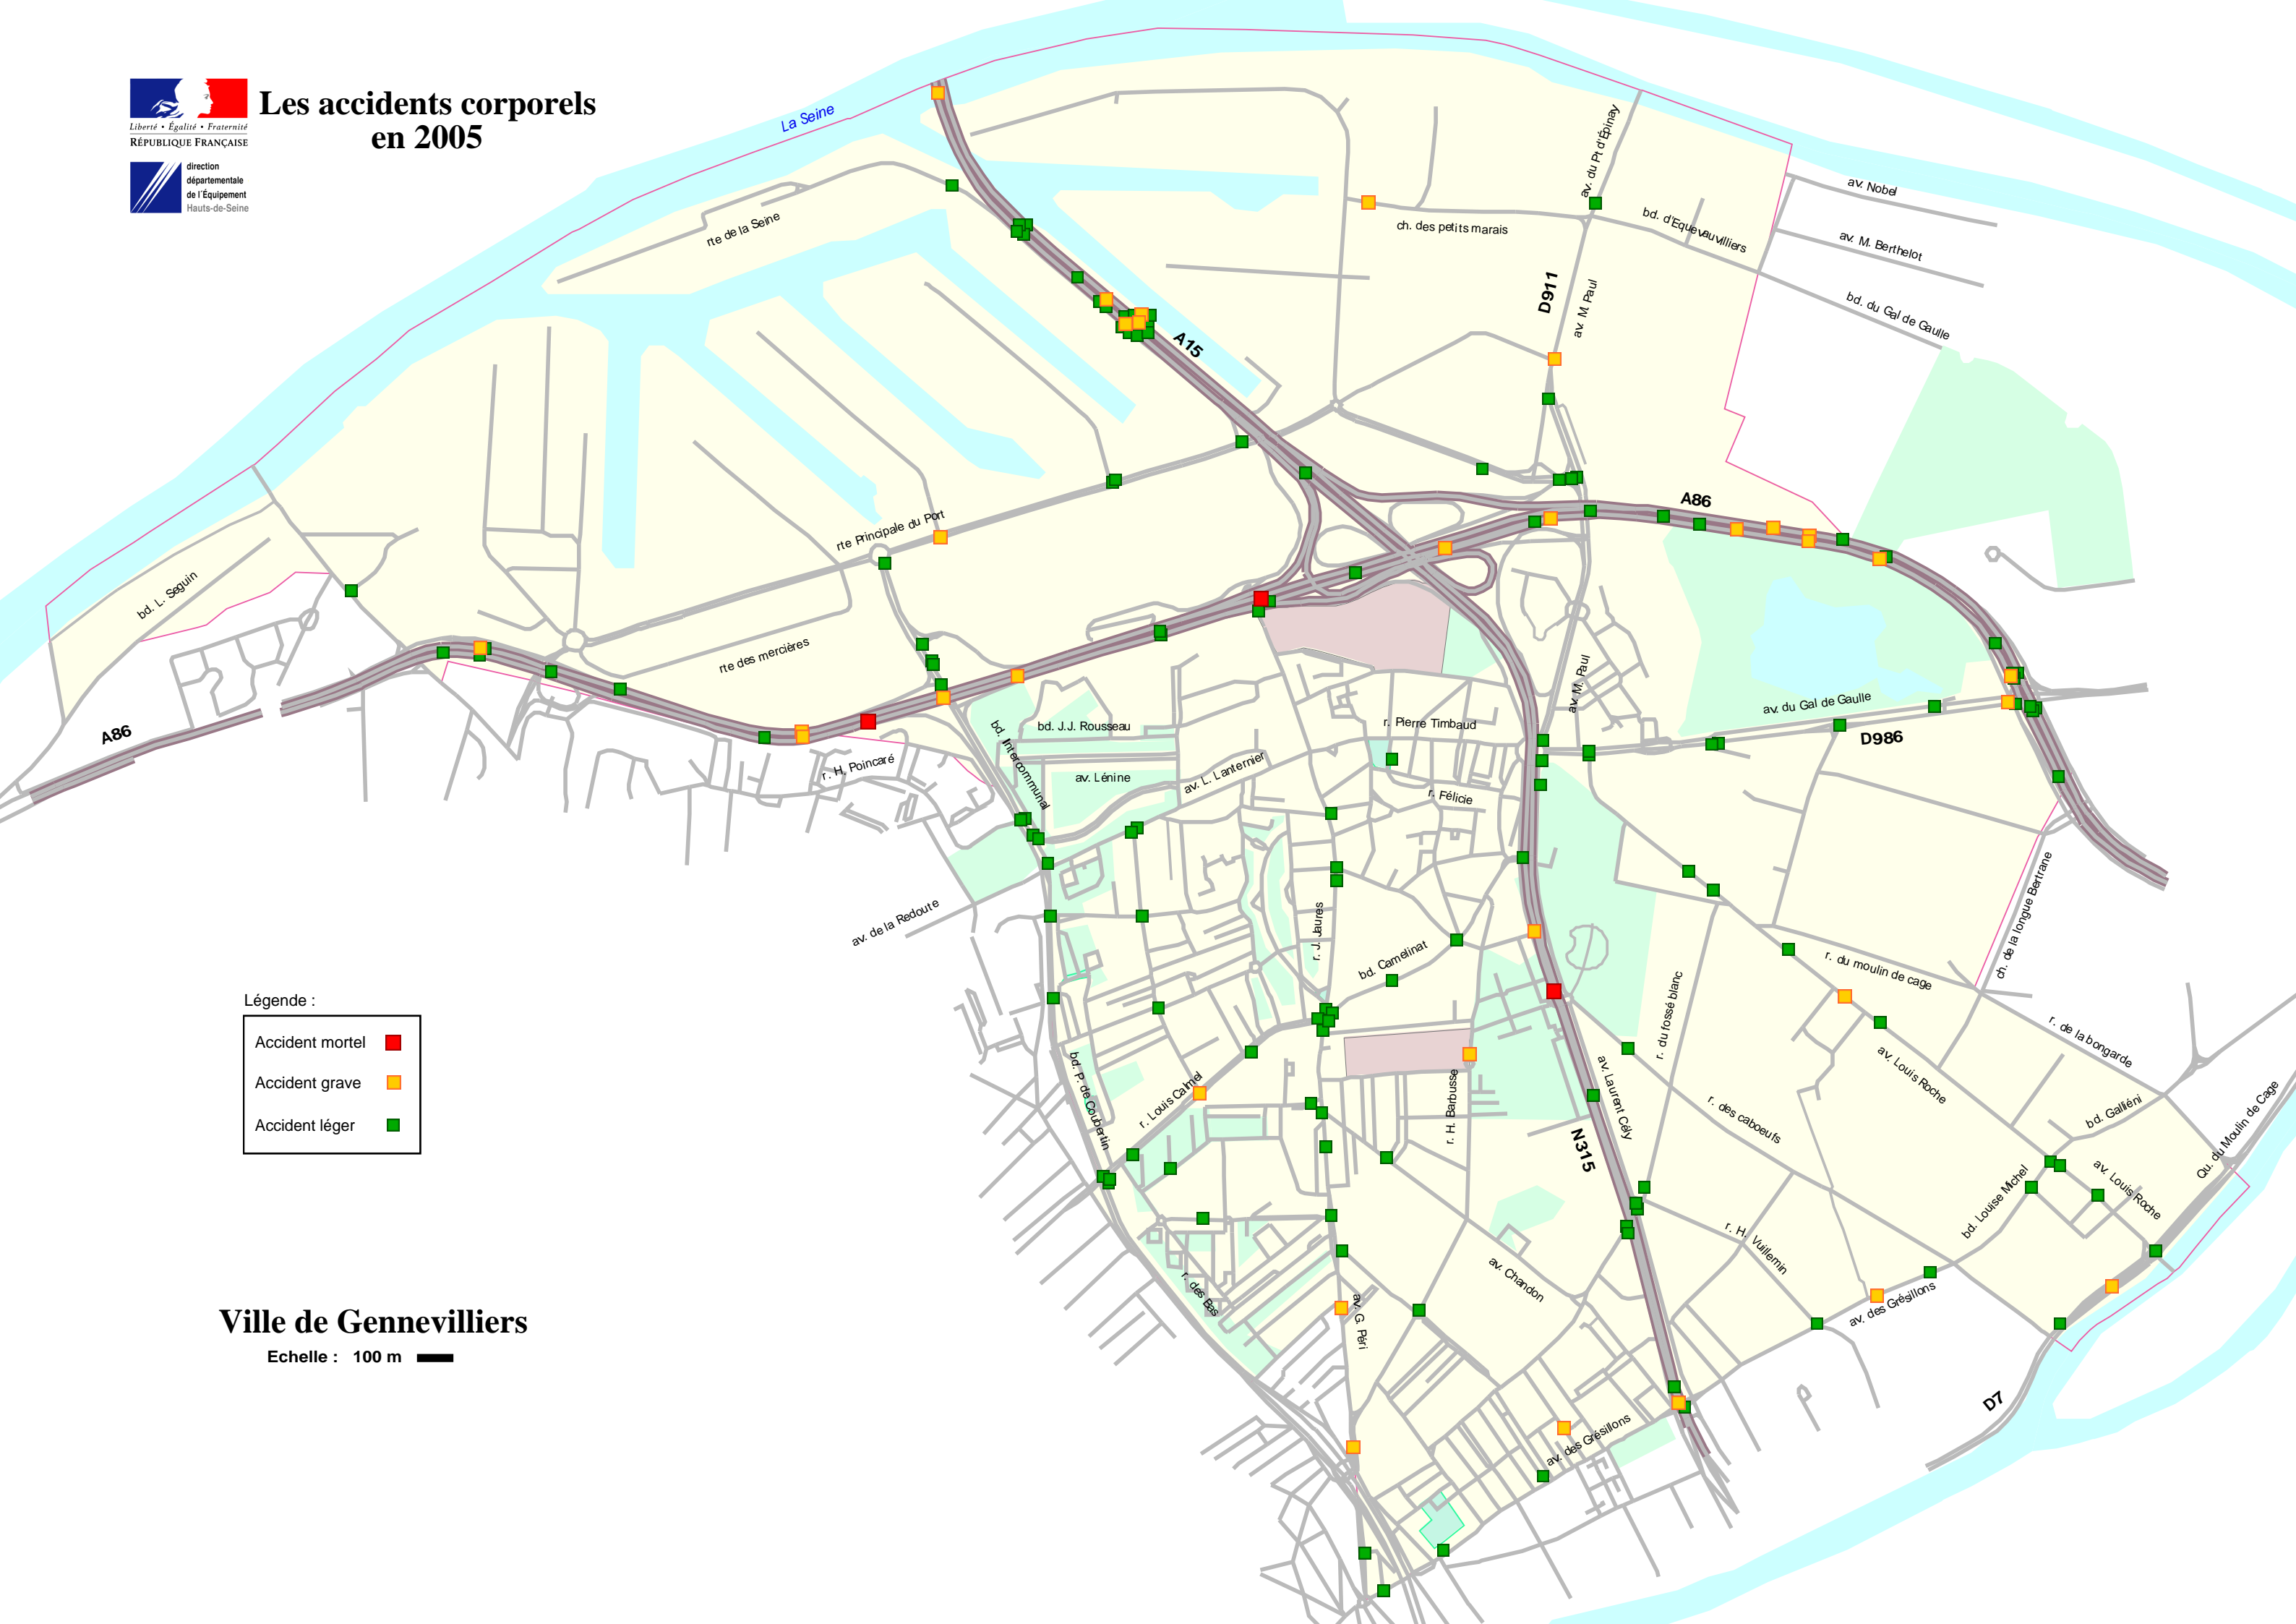 Les accidents corporels
en 2005
Liberté • Égalité • Fraternité
RÉPUBLIQUE FRANÇAISE
direction
départementale
de l'Équipement
Hauts-de-Seine
La Seine
rte de la Seine
A15
ch. des petits marais
av. du Pt d'Épinay
D911
av. M. Paul
bd. d'Equevauvilliers
av. Nobel
av. M. Berthelot
bd. du Gal de Gaulle
A86
rte Principale du Port
bd. L. Seguin
rte des mercières
A86
r. H. Poincaré
bd. Intercommunal
bd. J.J. Rousseau
av. Lénine
av. L. Lanternier
r. Pierre Timbaud
r. Félicie
av. M. Paul
av. du Gal de Gaulle
D986
av. de la Redoute
r. J. Jaures
bd. Camelinat
r. du moulin de cage
ch. de la longue Bertrane
r. du fossé blanc
r. de la bongarde
av. Louis Roche
bd. P. de Coubertin
r. Louis Calmel
r. H. Barbusse
av. Laurent Cély
N315
r. des caboeufs
bd. Galliéni
Qu. du Moulin de Cage
bd. Louise Michel
av. Louis Roche
r. H. Vuillemin
r. des Bas
av. G. Péri
av. Chandon
av. des Grésillons
av. des Grésillons
D7
Légende :
Accident mortel
Accident grave
Accident léger
Ville de Gennevilliers
Echelle : 100 m